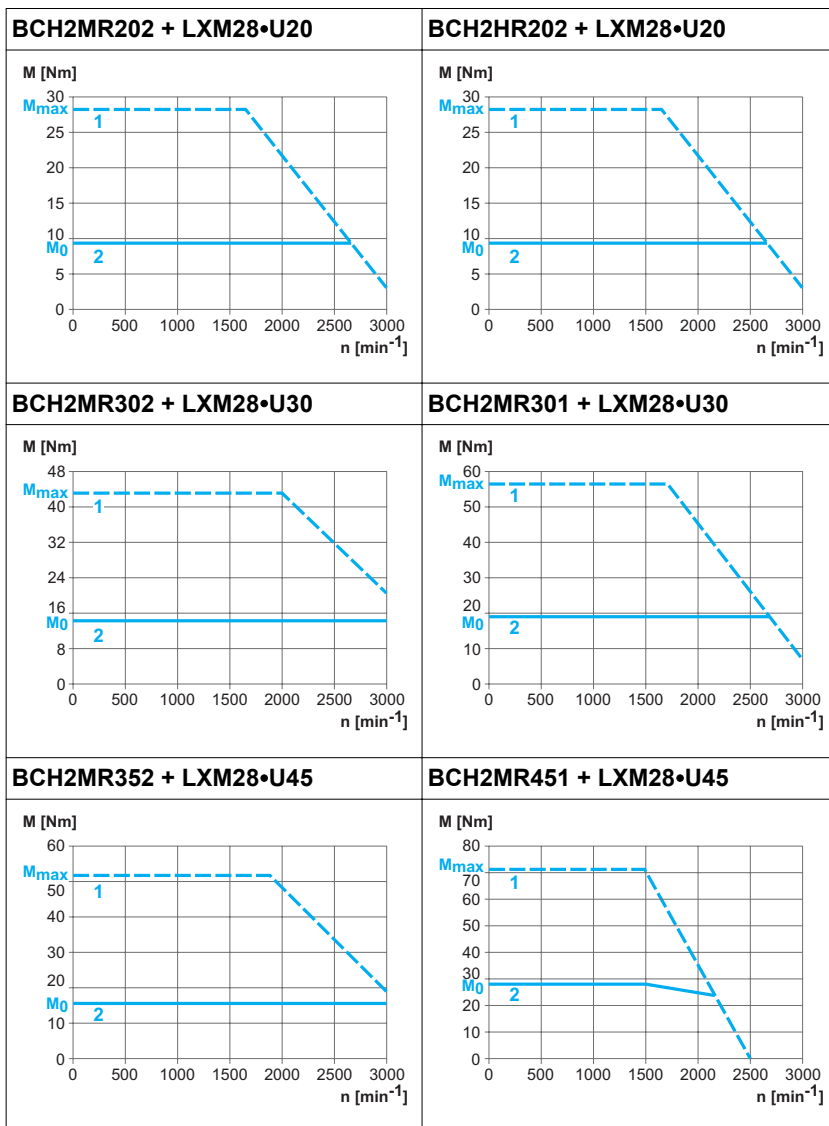 BCH2MR202 + LXM28•U20
M [Nm]
30
Mmax
1
25
20
15
10
M0
2
5
0
0 500 1000 1500 2000 2500 3000
n [min-1]
BCH2HR202 + LXM28•U20
M [Nm]
30
Mmax
1
25
20
15
10
M0
2
5
0
0 500 1000 1500 2000 2500 3000
n [min-1]
BCH2MR302 + LXM28•U30
M [Nm]
48
Mmax
1
40
32
24
16
M0
2
8
0
0 500 1000 1500 2000 2500 3000
n [min-1]
BCH2MR301 + LXM28•U30
M [Nm]
60
Mmax
1
50
40
30
20
M0
2
10
0
0 500 1000 1500 2000 2500 3000
n [min-1]
BCH2MR352 + LXM28•U45
M [Nm]
60
Mmax
1
50
40
30
20
M0
2
10
0
0 500 1000 1500 2000 2500 3000
n [min-1]
BCH2MR451 + LXM28•U45
M [Nm]
80
Mmax
70
1
60
50
40
30
M0
2
20
10
0
0 500 1000 1500 2000 2500 3000
n [min-1]